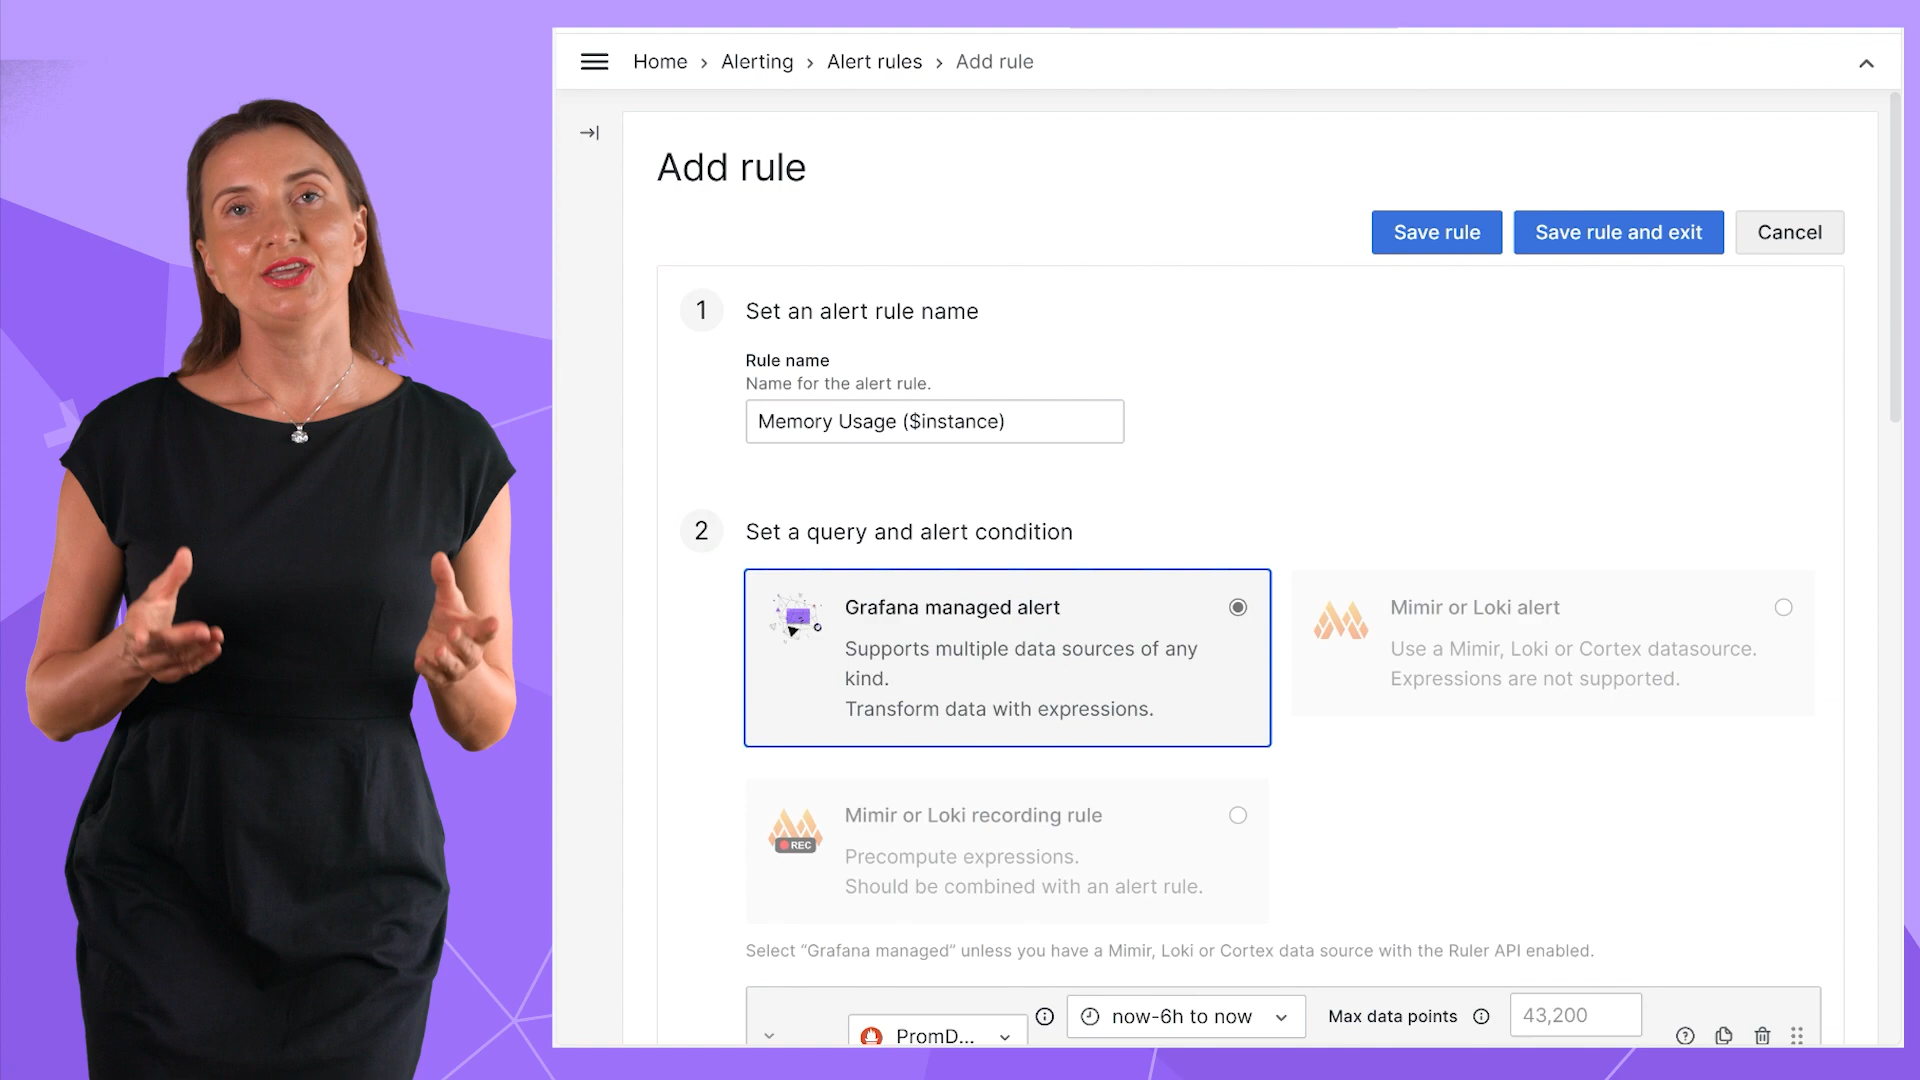 Home › Alerting › Alert rules › Add rule
Add rule
Save rule
Save rule and exit
Cancel
1
Set an alert rule name
Rule name
Name for the alert rule.
Memory Usage ($instance)
2
Set a query and alert condition
Grafana managed alert
Supports multiple data sources of any
kind.
Transform data with expressions.
Mimir or Loki alert
Use a Mimir, Loki or Cortex datasource.
Expressions are not supported.
Mimir or Loki recording rule
REC
Precompute expressions.
Should be combined with an alert rule.
Select “Grafana managed” unless you have a Mimir, Loki or Cortex data source with the Ruler API enabled.
PromD...
now-6h to now
Max data points
43,200